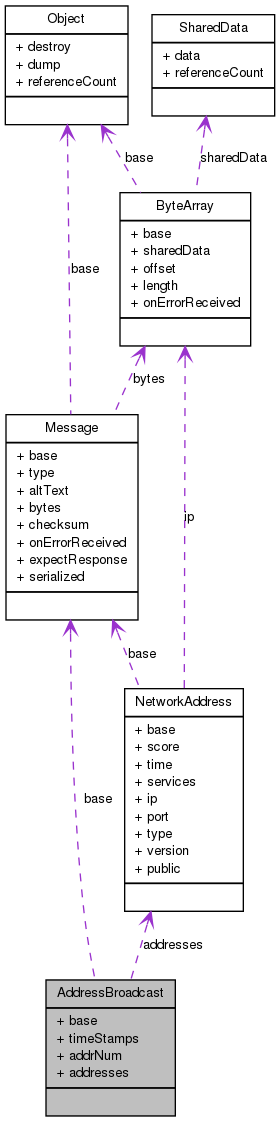 Object
+ destroy
+ dump
+ referenceCount
SharedData
+ data
+ referenceCount
base
sharedData
ByteArray
+ base
+ sharedData
+ offset
+ length
+ onErrorReceived
base
bytes
Message
+ base
+ type
+ altText
+ bytes
+ checksum
+ onErrorReceived
+ expectResponse
+ serialized
ip
base
NetworkAddress
+ base
+ score
+ time
+ services
+ ip
+ port
+ type
+ version
+ public
base
addresses
AddressBroadcast
+ base
+ timeStamps
+ addrNum
+ addresses